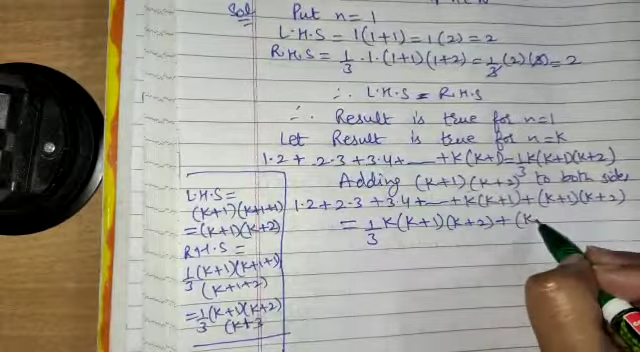 Sol Put n=1
L.H.S = 1(1+1) = 1(2) = 2
R.H.S = 1/3 . 1 . (1+1)(1+2) = 1/3 (2)(3) = 2
∴ L.H.S = R.H.S
∴ Result is true for n=1
Let Result is true for n=K
1.2 + 2.3 + 3.4 + --- + K(K+1) = 1/3 K(K+1)(K+2)
Adding (K+1)(K+2) to both sides
1.2 + 2.3 + 3.4 + --- + K(K+1) + (K+1)(K+2)
= 1/3 K(K+1)(K+2) + (K+
L.H.S =
(K+1)(K+1+1)
= (K+1)(K+2)
R.H.S =
1/3 (K+1)(K+1+1)
(K+1+2)
= 1/3 (K+1)(K+2)
(K+3